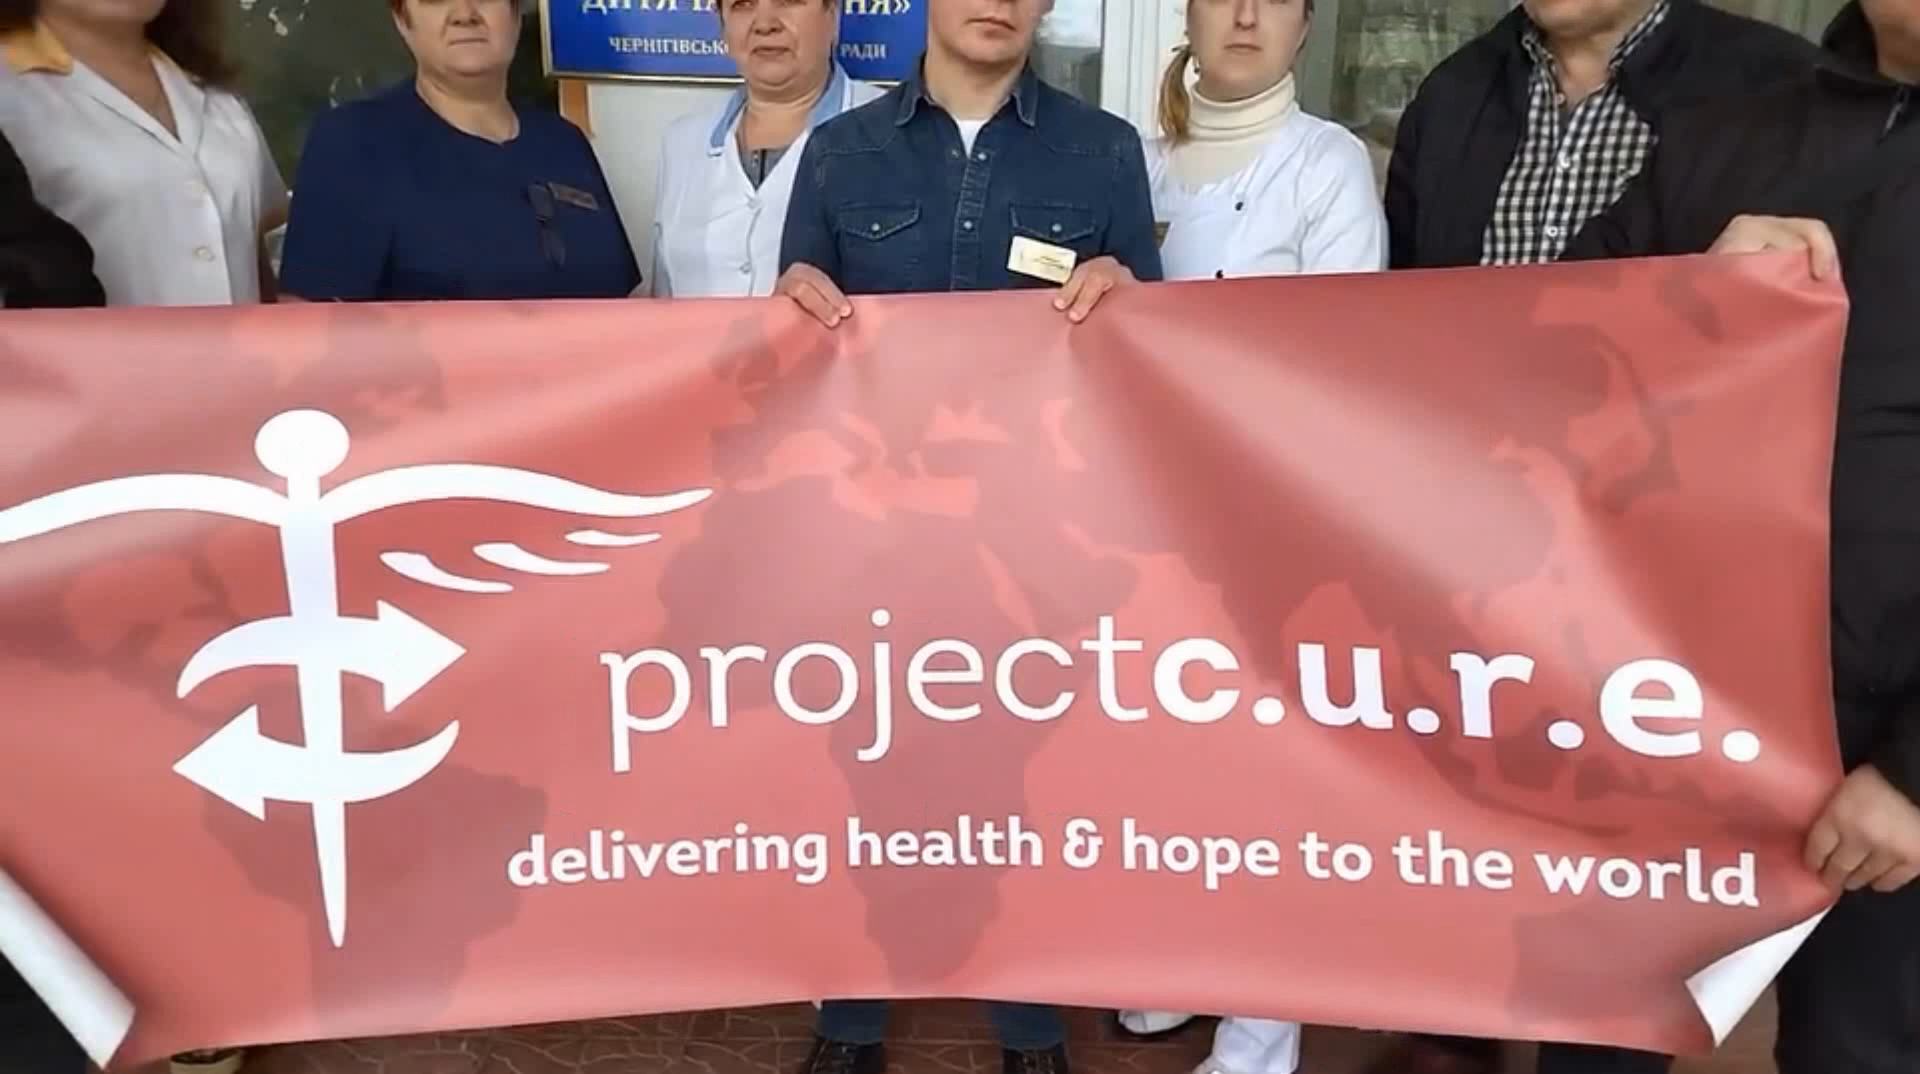 ЧЕРНІГІВСЬК РАДИ
projectc.u.r.e.
delivering health & hope to the world